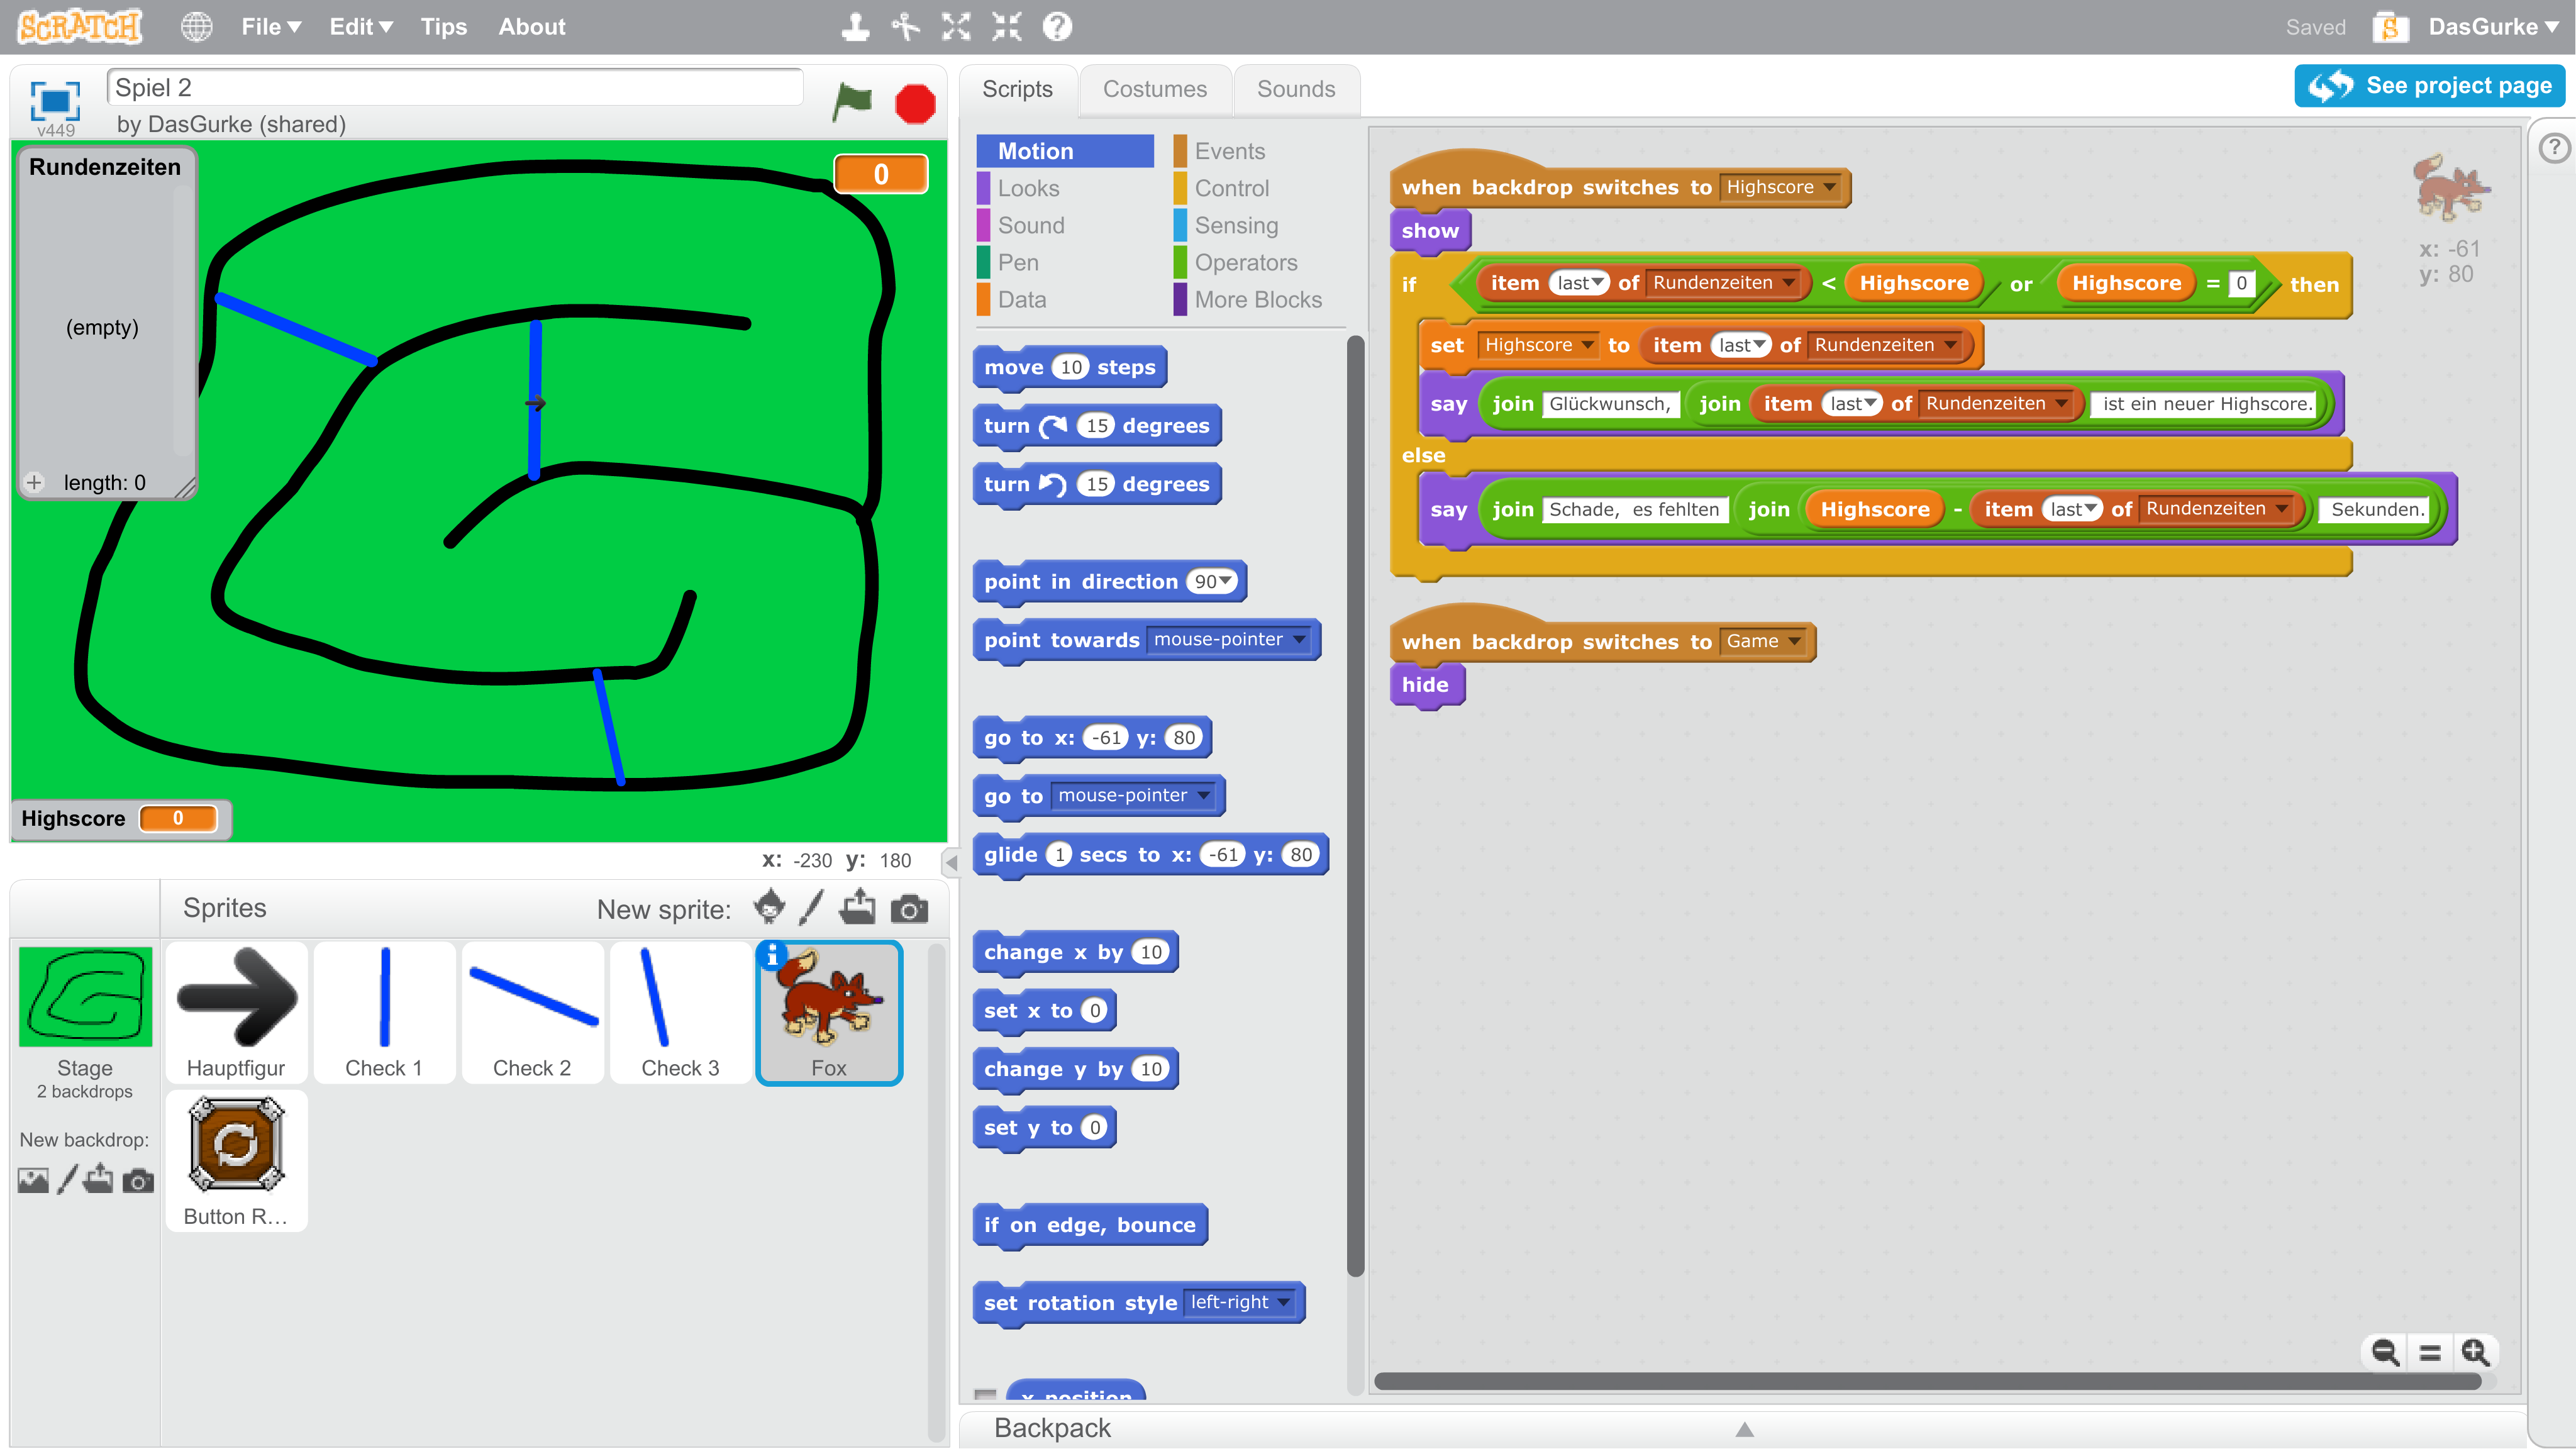 SCRATCH File Edit Tips About Saved DasGurke
Spiel 2
v449 by DasGurke (shared)
Scripts Costumes Sounds
See project page
Rundenzeiten
(empty)
length: 0
0
Highscore 0
x: -230 y: 180
Sprites New sprite:
Stage
2 backdrops
New backdrop:
Hauptfigur
Check 1
Check 2
Check 3
Fox
Button R...
Motion Events
Looks Control
Sound Sensing
Pen Operators
Data More Blocks
move 10 steps
turn 15 degrees
turn 15 degrees
point in direction 90
point towards mouse-pointer
go to x: -61 y: 80
go to mouse-pointer
glide 1 secs to x: -61 y: 80
change x by 10
set x to 0
change y by 10
set y to 0
if on edge, bounce
set rotation style left-right
x position
when backdrop switches to Highscore
show
if item last of Rundenzeiten < Highscore or Highscore = 0 then
set Highscore to item last of Rundenzeiten
say join Glückwunsch, join item last of Rundenzeiten ist ein neuer Highscore.
else
say join Schade, es fehlten join Highscore - item last of Rundenzeiten Sekunden.
when backdrop switches to Game
hide
x: -61
y: 80
Backpack